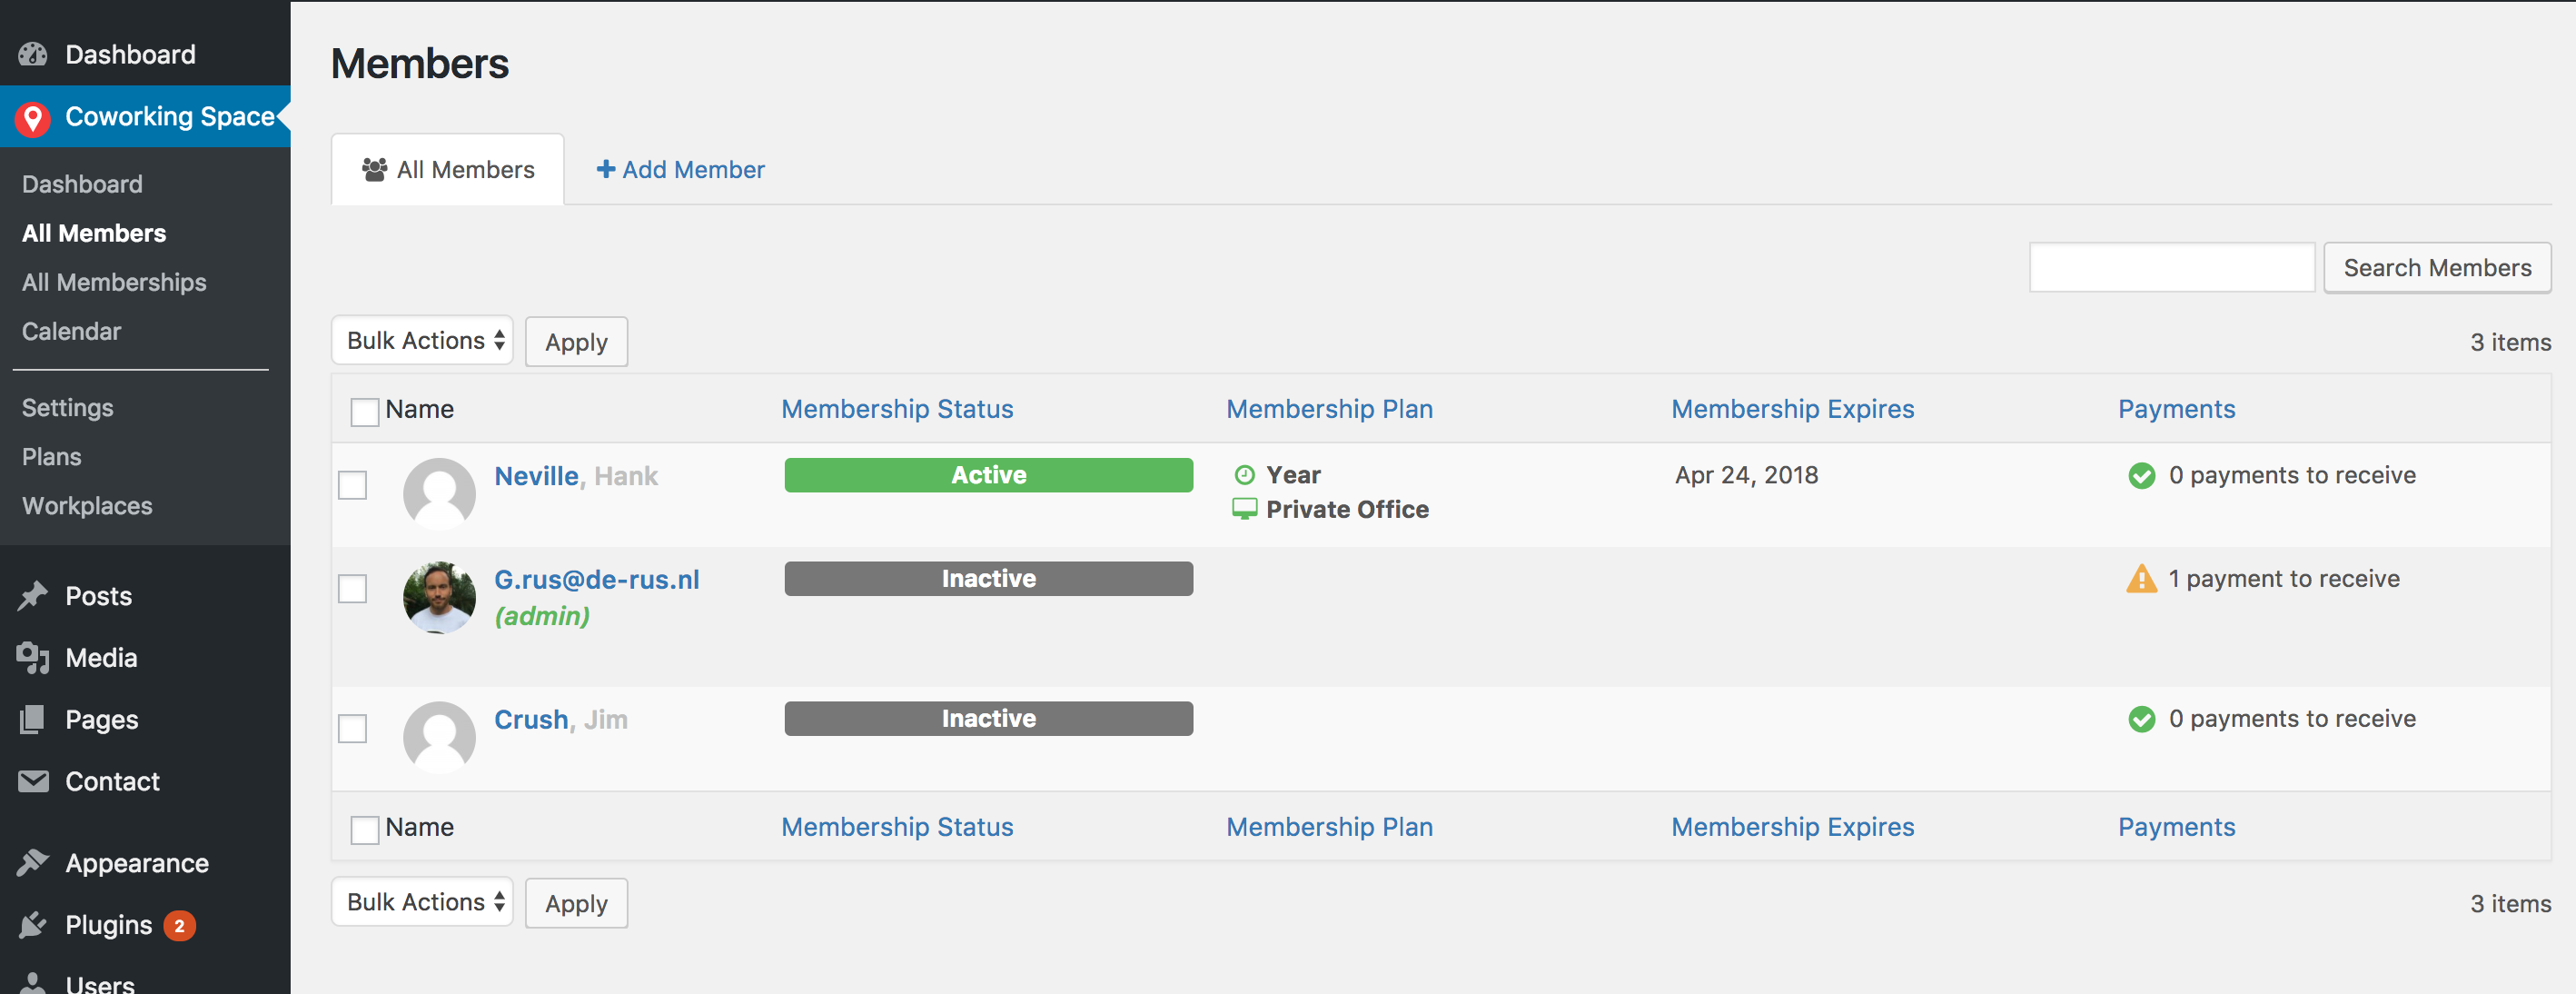 Dashboard
Coworking Space
Dashboard
All Members
All Memberships
Calendar
Settings
Plans
Workplaces
Posts
Media
Pages
Contact
Appearance
Plugins 2
Users
Members
All Members
Add Member
Search Members
Bulk Actions
Apply
3 items
Name Membership Status Membership Plan Membership Expires Payments
Neville, Hank Active Year Apr 24, 2018 0 payments to receive
Private Office
G.rus@de-rus.nl Inactive 1 payment to receive
(admin)
Crush, Jim Inactive 0 payments to receive
Name Membership Status Membership Plan Membership Expires Payments
Bulk Actions
Apply
3 items